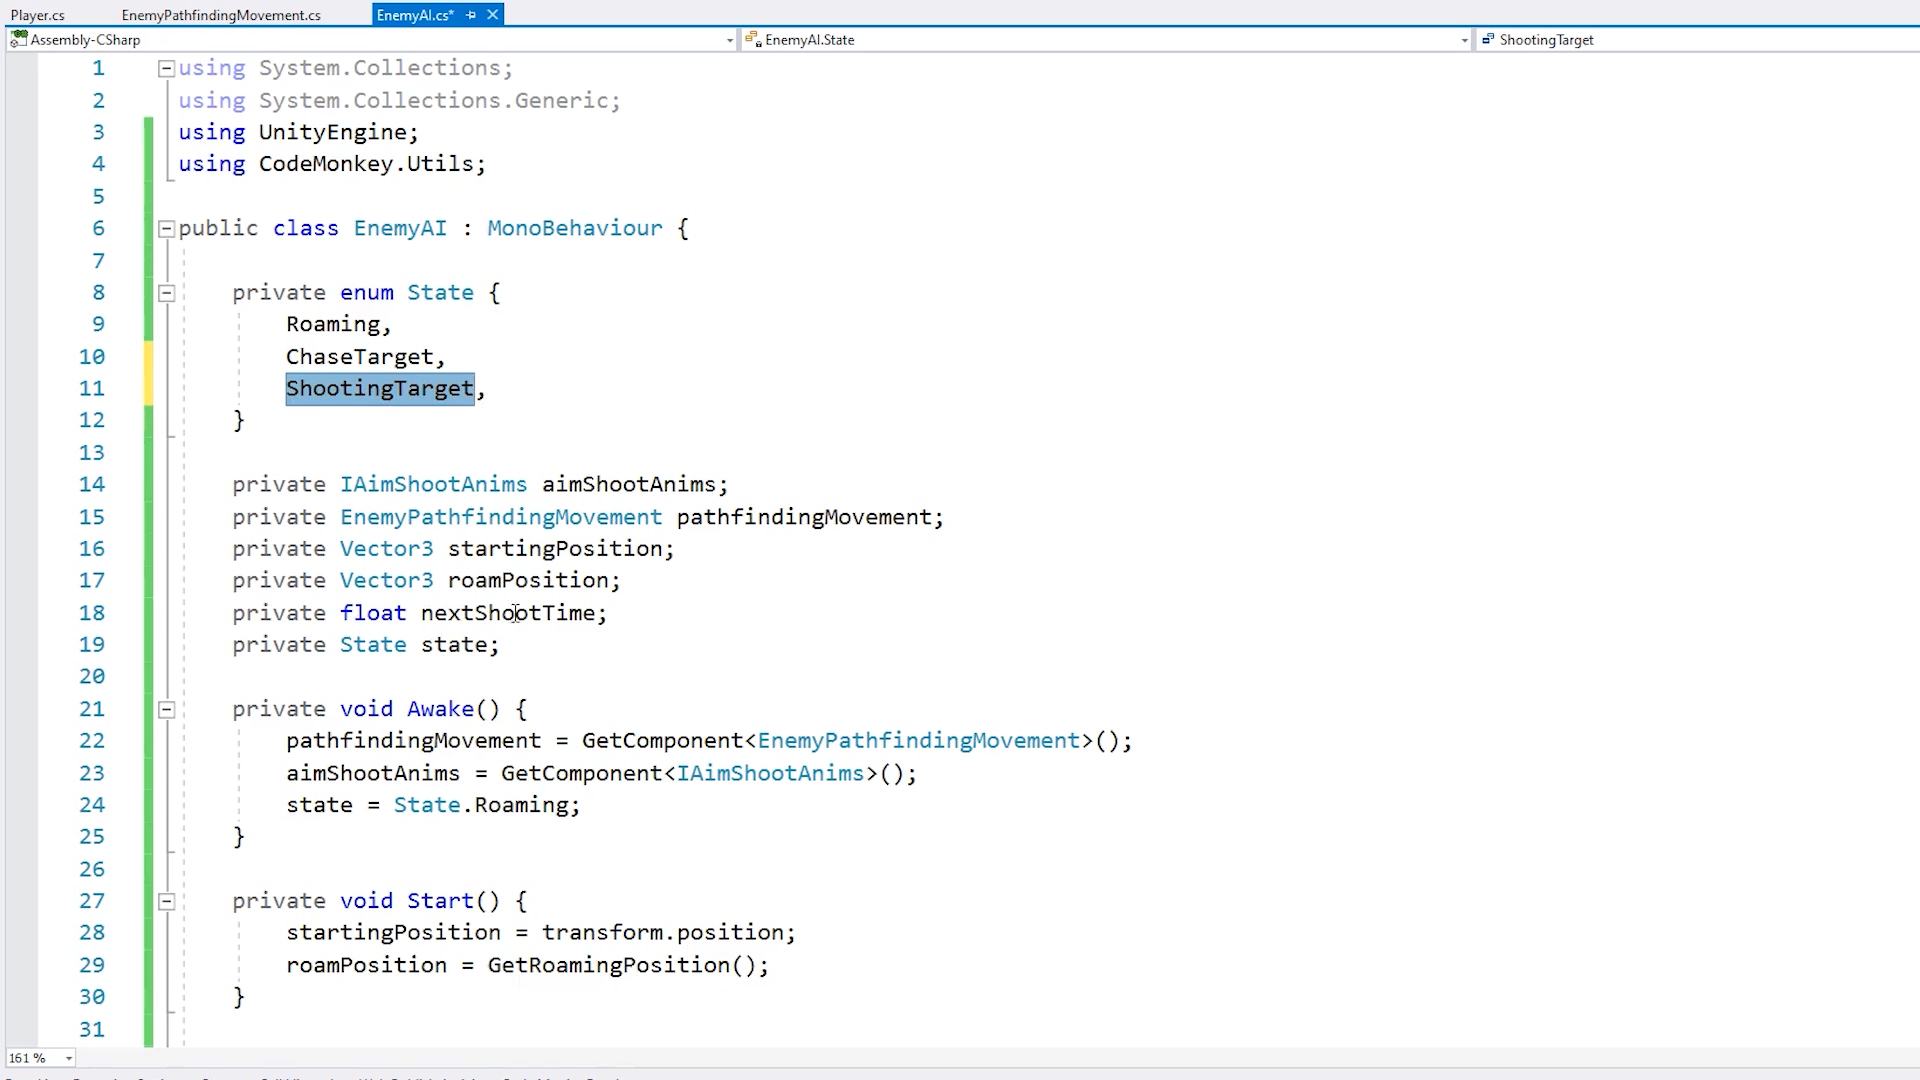 Player.cs EnemyPathfindingMovement.cs EnemyAI.cs*
Assembly-CSharp EnemyAI.State ShootingTarget
1 using System.Collections;
2 using System.Collections.Generic;
3 using UnityEngine;
4 using CodeMonkey.Utils;
5
6 public class EnemyAI : MonoBehaviour {
7
8 private enum State {
9 Roaming,
10 ChaseTarget,
11 ShootingTarget,
12 }
13
14 private IAimShootAnims aimShootAnims;
15 private EnemyPathfindingMovement pathfindingMovement;
16 private Vector3 startingPosition;
17 private Vector3 roamPosition;
18 private float nextShootTime;
19 private State state;
20
21 private void Awake() {
22 pathfindingMovement = GetComponent<EnemyPathfindingMovement>();
23 aimShootAnims = GetComponent<IAimShootAnims>();
24 state = State.Roaming;
25 }
26
27 private void Start() {
28 startingPosition = transform.position;
29 roamPosition = GetRoamingPosition();
30 }
31
161 %